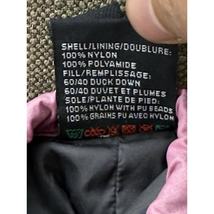 SHELL/LINING/DOUBLURE:
100% NYLON
100% POLYAMIDE
FILL/REMPLISSAGE:
60/40 DUCK DOWN
60/40 DUVET ET PLUMES
SOLE/PLANTE DE PIED:
100% NYLON WITH PU BEADS
100% GRAINS PU AVEC NYLON